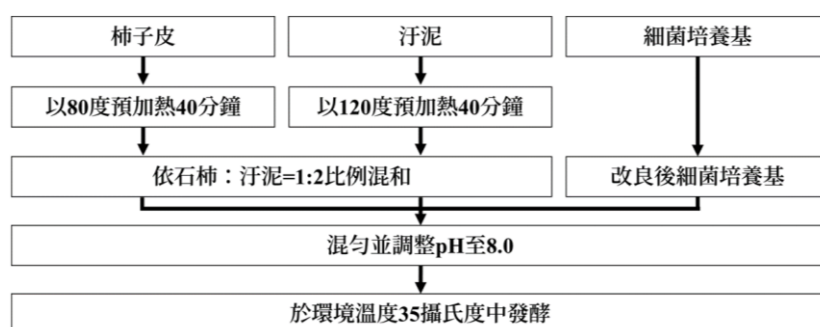 柿子皮
汙泥
細菌培養基
以80度預加熱40分鐘
以120度預加熱40分鐘
依石柿：汙泥=1:2比例混和
改良後細菌培養基
混勻並調整pH至8.0
於環境溫度35攝氏度中發酵